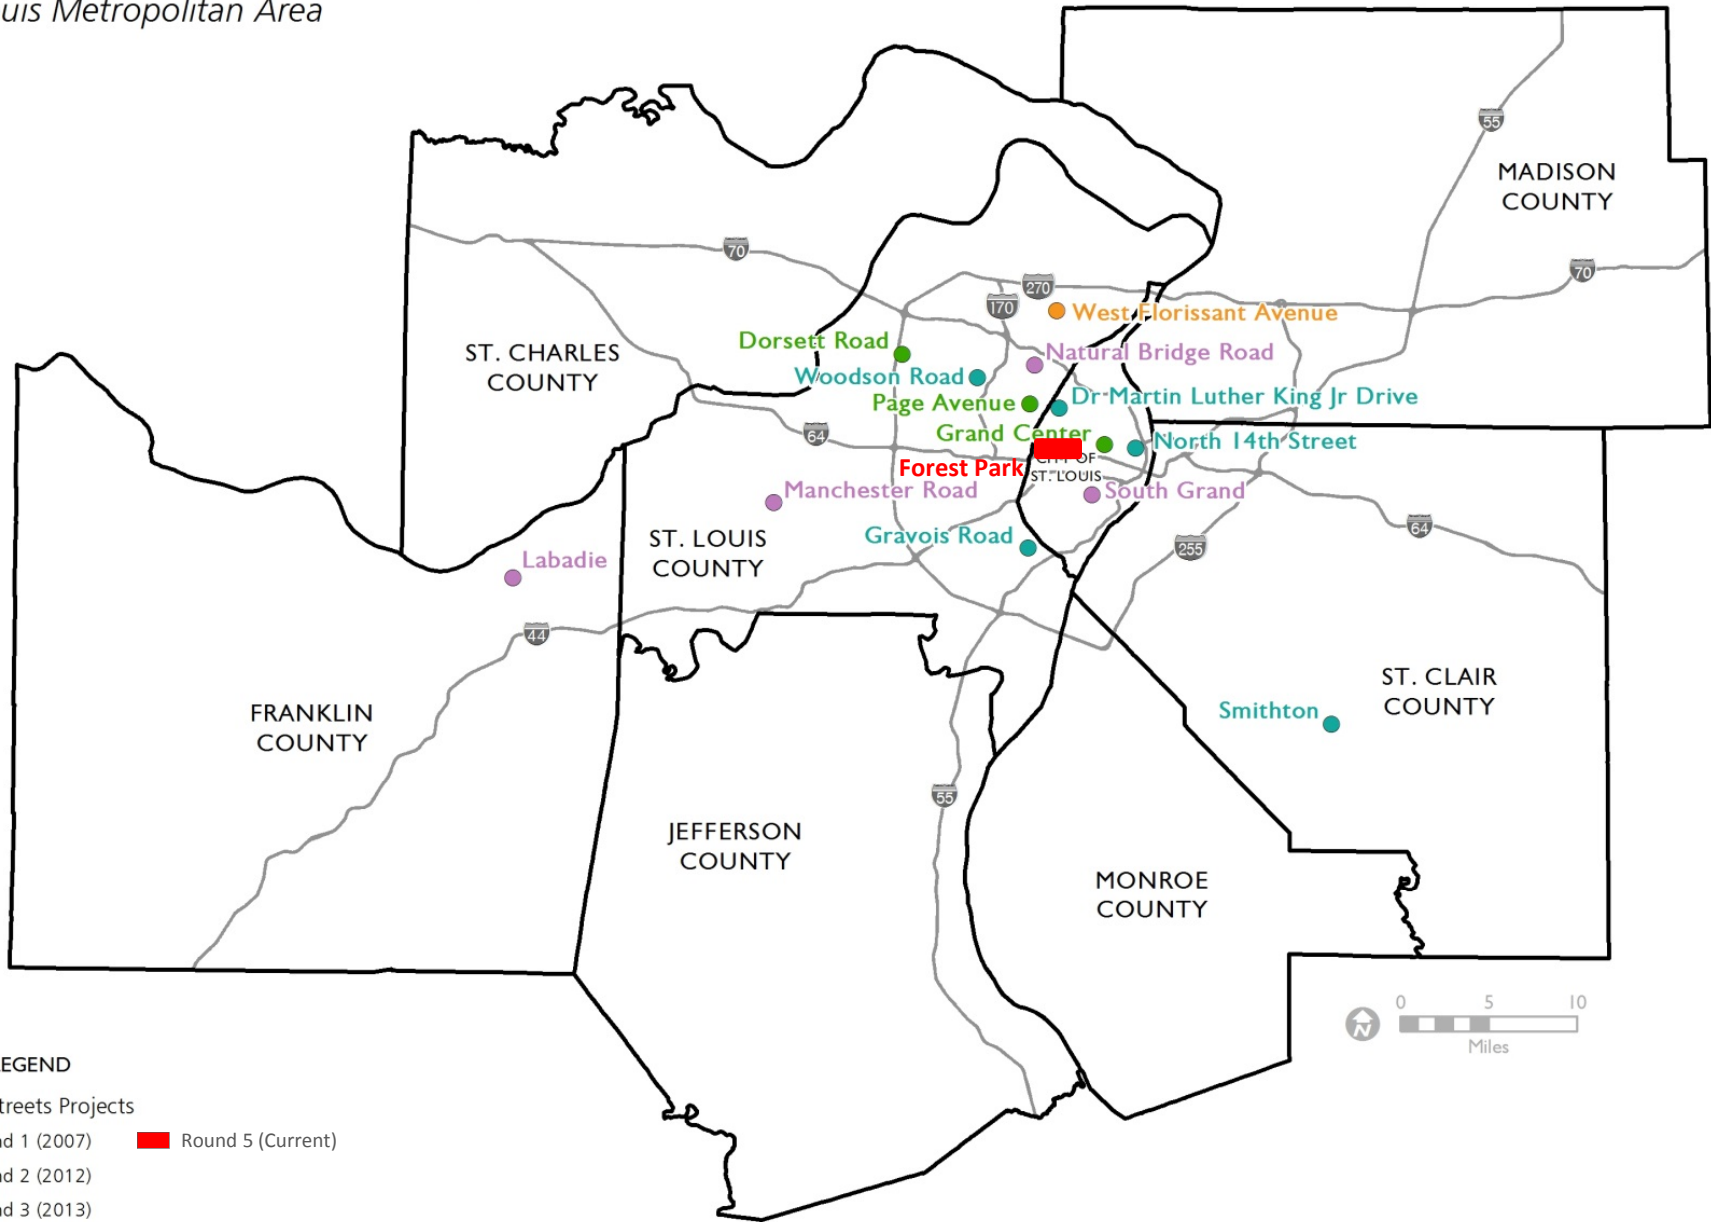 uis Metropolitan Area
55
MADISON
COUNTY
70
70
270
170
West Florissant Avenue
Dorsett Road
Natural Bridge Road
ST. CHARLES
COUNTY
Woodson Road
Page Avenue
Dr Martin Luther King Jr Drive
64
Grand Center
North 14th Street
CITY OF
ST. LOUIS
Forest Park
Manchester Road
South Grand
64
ST. LOUIS
COUNTY
Gravois Road
255
Labadie
44
ST. CLAIR
COUNTY
Smithton
FRANKLIN
COUNTY
55
JEFFERSON
COUNTY
MONROE
COUNTY
0 5 10
N
Miles
EGEND
treets Projects
d 1 (2007)
Round 5 (Current)
d 2 (2012)
d 3 (2013)